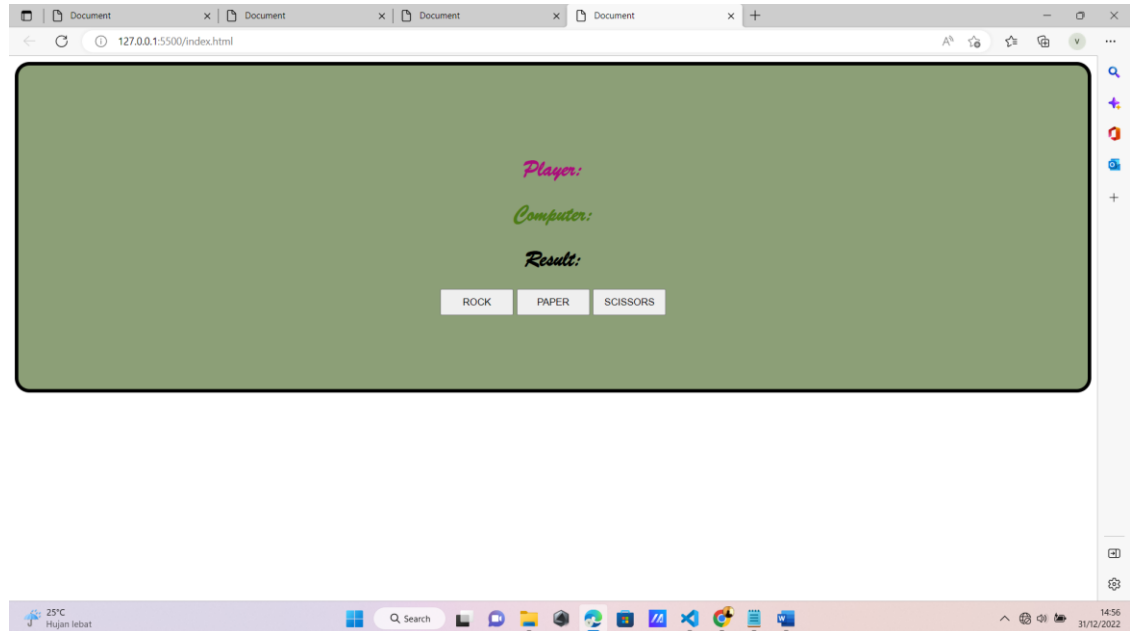 Document Document Document Document
127.0.0.1:5500/index.html
V
Player:
Computer:
Result:
ROCK PAPER SCISSORS
25°C
Hujan lebat
Search
14:56
31/12/2022